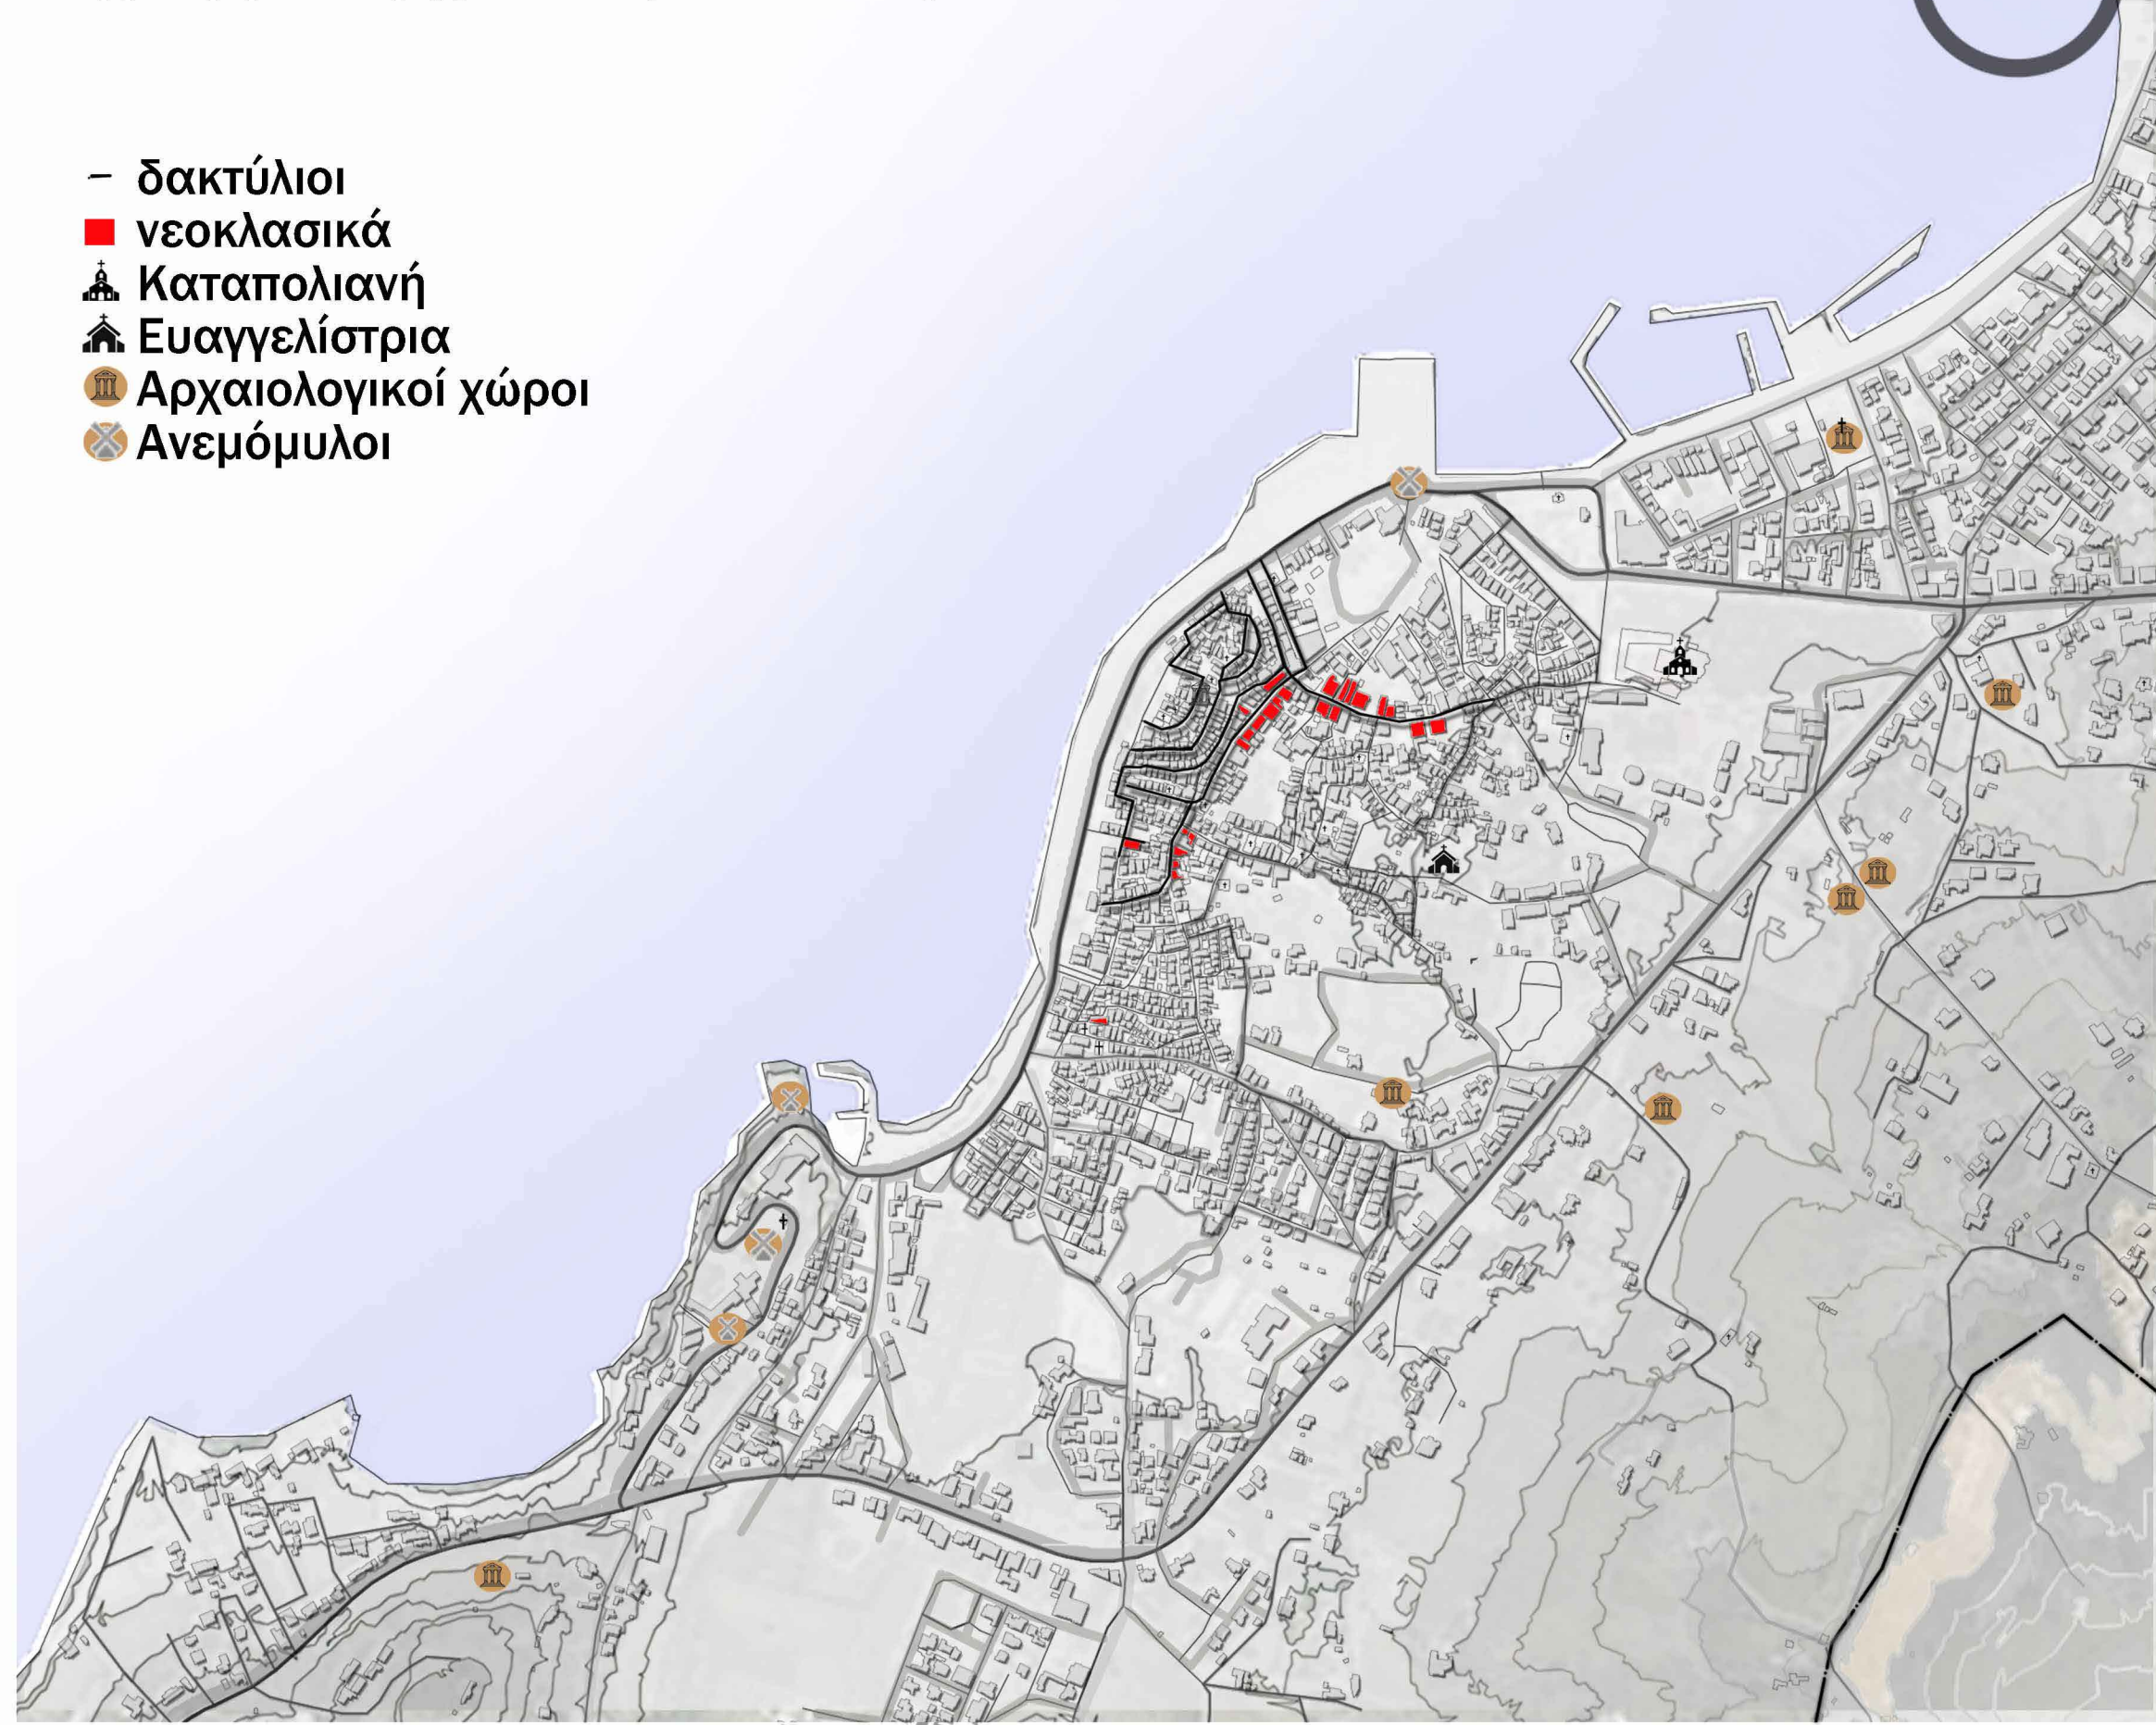 δακτύλιοι
νεοκλασικά
Καταπολιανή
Ευαγγελίστρια
Αρχαιολογικοί χώροι
Ανεμόμυλοι